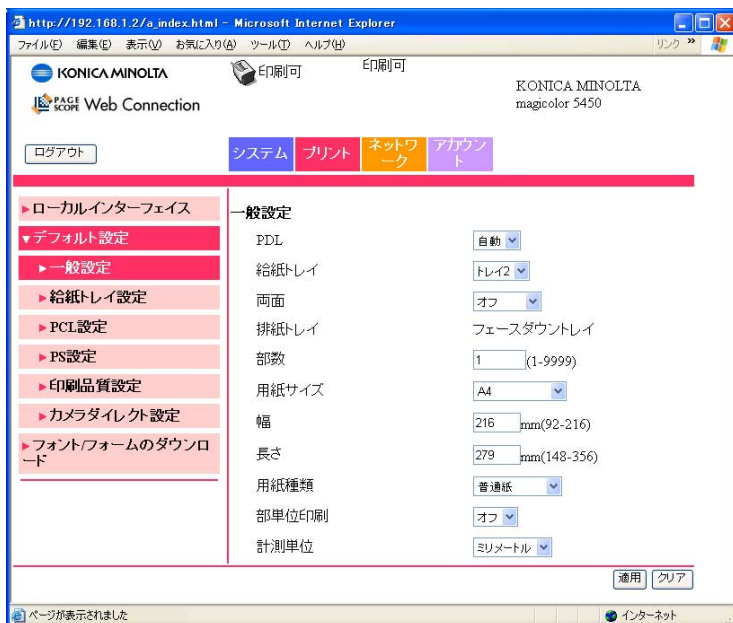 http://192.168.1.2/a_index.html - Microsoft Internet Explorer
ファイル(F) 編集(E) 表示(V) お気に入り(A) ツール(T) ヘルプ(H) リンク »
KONICA MINOLTA
印刷可
印刷可
KONICA MINOLTA
magicolor 5450
PAGE SCOPE Web Connection
ログアウト
システム
プリント
ネットワ
ーク
アカウン
ト
ローカルインターフェイス
デフォルト設定
一般設定
給紙トレイ設定
PCL設定
PS設定
印刷品質設定
カメラダイレクト設定
フォント/フォームのダウンロ
ード
一般設定
PDL 自動
給紙トレイ トレイ2
両面 オフ
排紙トレイ フェースダウントレイ
部数 1 (1-9999)
用紙サイズ A4
幅 216 mm(92-216)
長さ 279 mm(148-356)
用紙種類 普通紙
部単位印刷 オフ
計測単位 ミリメートル
適用 クリア
ページが表示されました インターネット